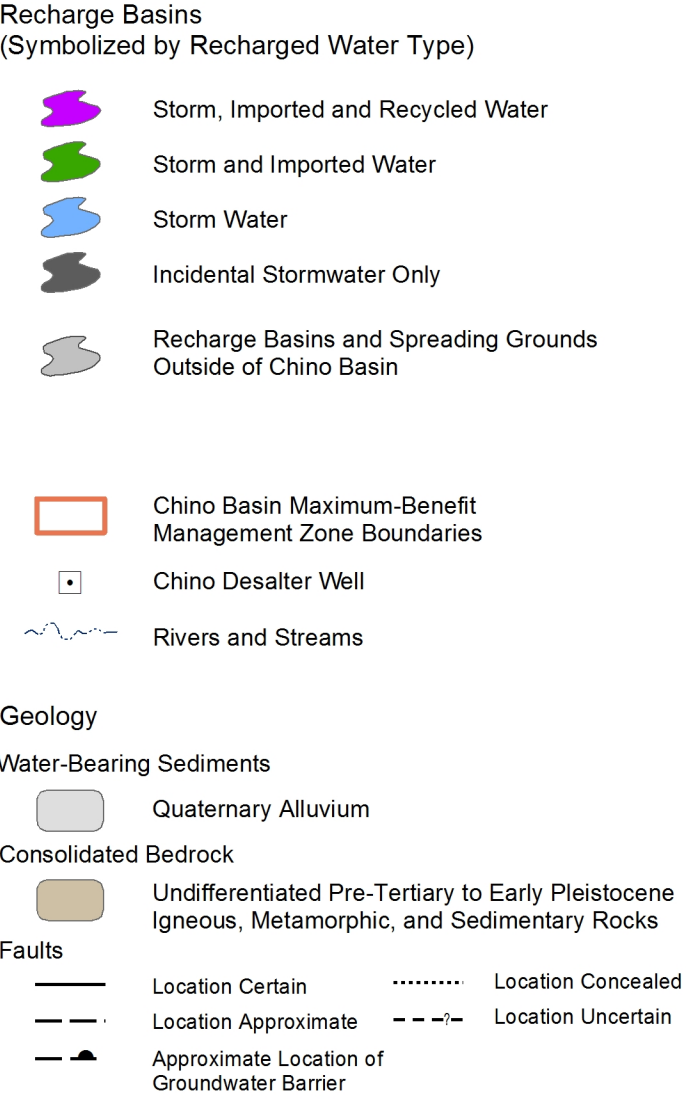 Recharge Basins
(Symbolized by Recharged Water Type)
Storm, Imported and Recycled Water
Storm and Imported Water
Storm Water
Incidental Stormwater Only
Recharge Basins and Spreading Grounds
Outside of Chino Basin
Chino Basin Maximum-Benefit
Management Zone Boundaries
Chino Desalter Well
Rivers and Streams
Geology
Water-Bearing Sediments
Quaternary Alluvium
Consolidated Bedrock
Undifferentiated Pre-Tertiary to Early Pleistocene
Igneous, Metamorphic, and Sedimentary Rocks
Faults
Location Certain
Location Concealed
Location Approximate
?
Location Uncertain
Approximate Location of
Groundwater Barrier